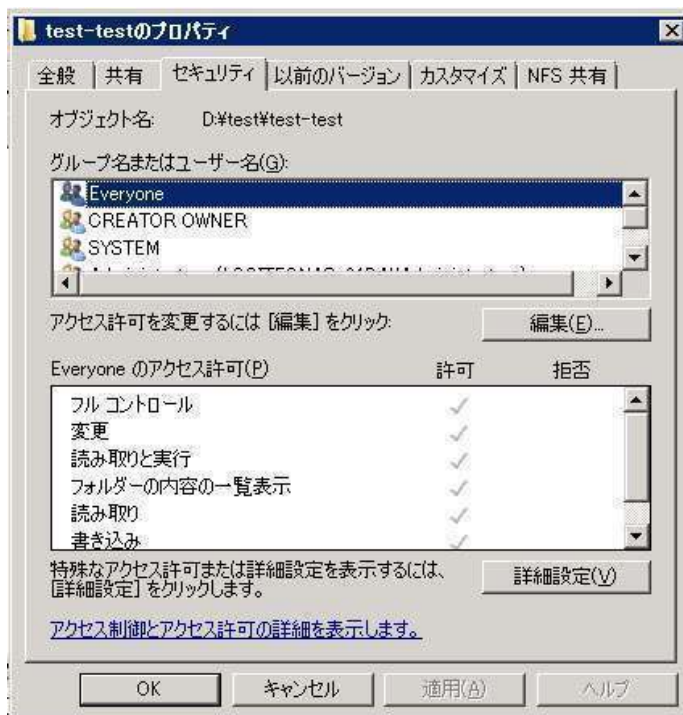 test-testのプロパティ
全般 共有 セキュリティ 以前のバージョン カスタマイズ NFS 共有
オブジェクト名: D:¥test¥test-test
グループ名またはユーザー名(G):
Everyone
CREATOR OWNER
SYSTEM
アクセス許可を変更するには [編集] をクリック: 編集(E)...
Everyone のアクセス許可(P) 許可 拒否
フル コントロール
変更
読み取りと実行
フォルダーの内容の一覧表示
読み取り
書き込み
特殊なアクセス許可または詳細設定を表示するには、 詳細設定(V)
[詳細設定] をクリックします。
アクセス制御とアクセス許可の詳細を表示します。
OK キャンセル 適用(A) ヘルプ